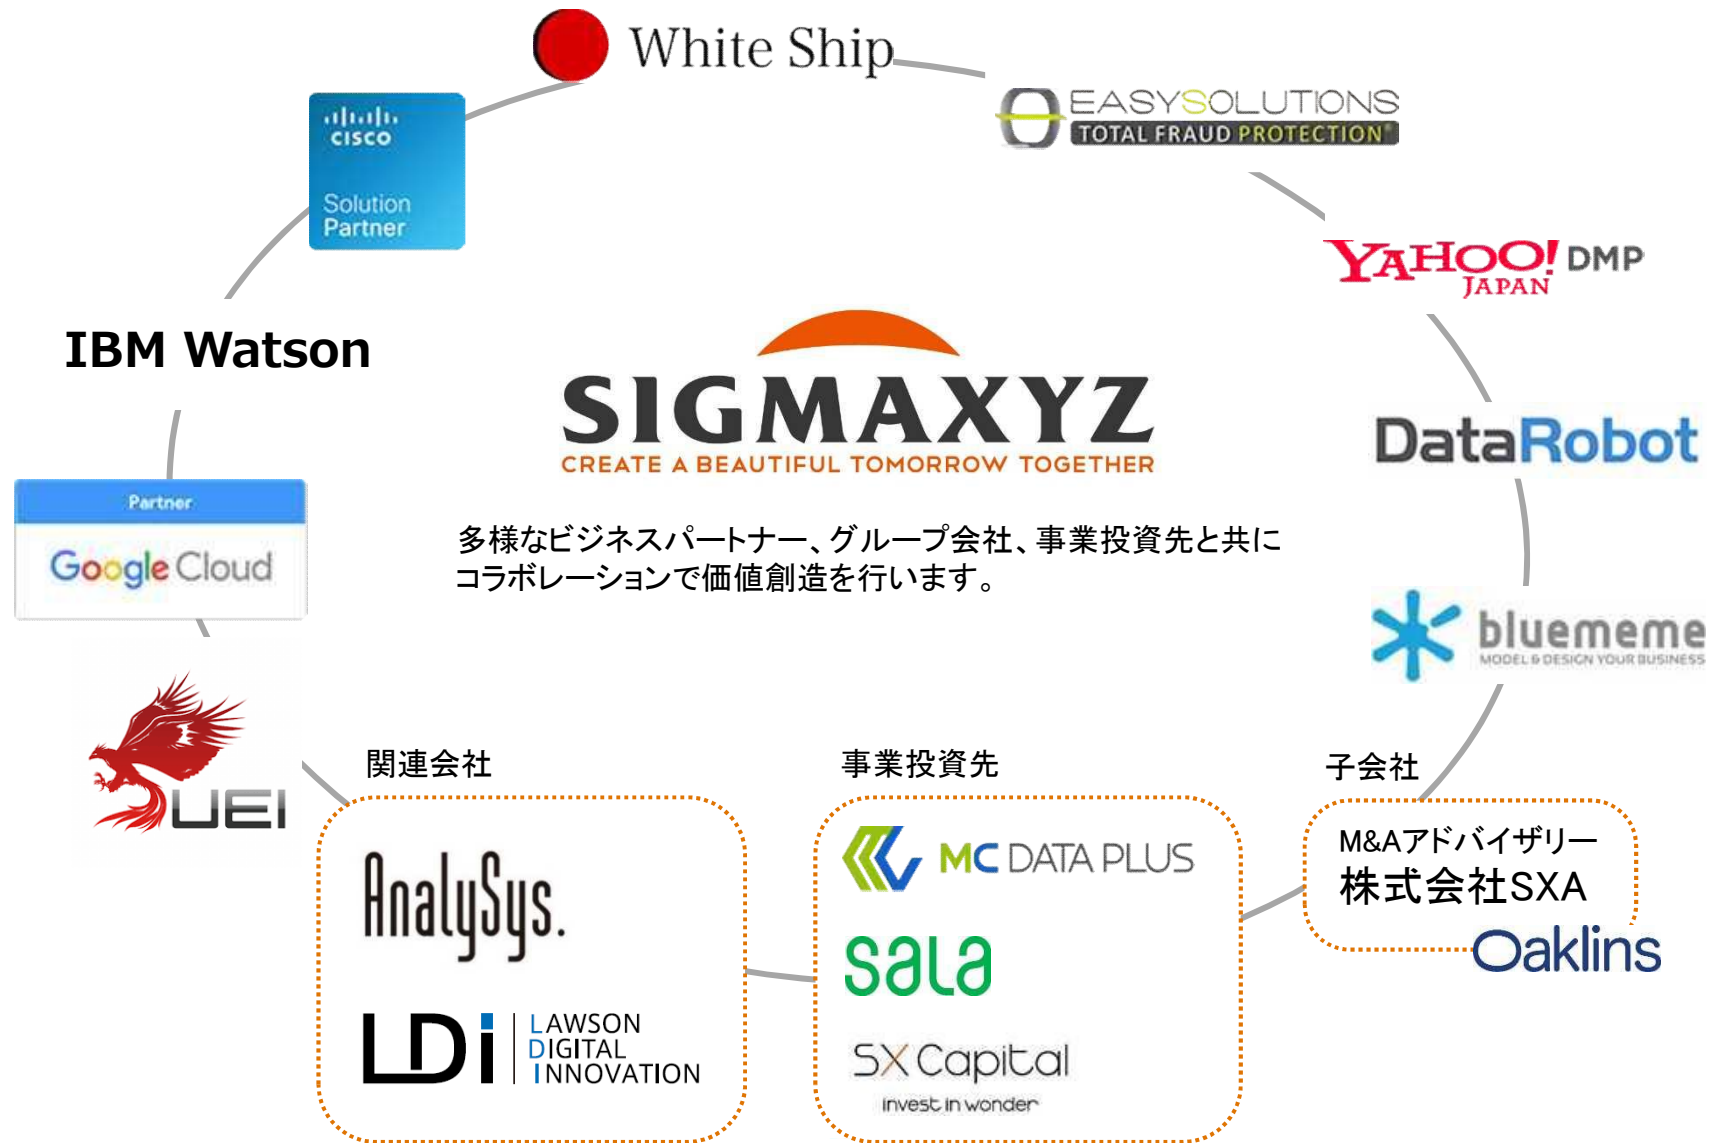 White Ship
CISCO
Solution
Partner
EASYSOLUTIONS
TOTAL FRAUD PROTECTION®
YAHOO! DMP
JAPAN
IBM Watson
SIGMAXYZ
CREATE A BEAUTIFUL TOMORROW TOGETHER
DataRobot
Partner
Google Cloud
多様なビジネスパートナー、グループ会社、事業投資先と共に
コラボレーションで価値創造を行います。
bluememe
MODEL & DESIGN YOUR BUSINESS
UEI
関連会社
AnalySys.
LDi
LAWSON
DIGITAL
INNOVATION
事業投資先
MC DATA PLUS
sala
SX Capital
invest in wonder
子会社
M&Aアドバイザリー
株式会社SXA
Oaklins